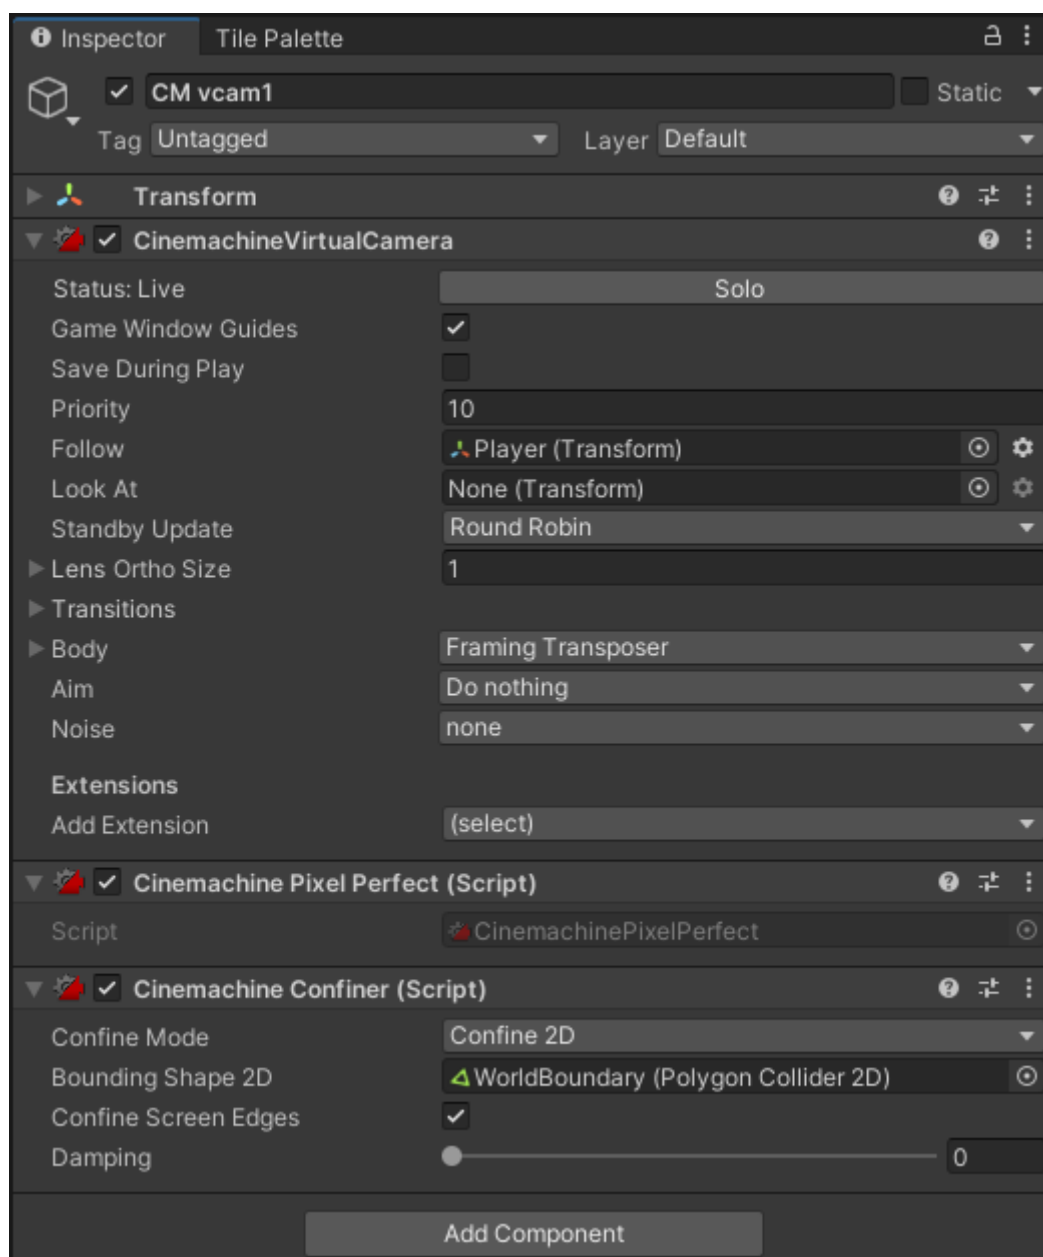 Inspector Tile Palette
CM vcam1 Static
Tag Untagged Layer Default
Transform
CinemachineVirtualCamera
Status: Live Solo
Game Window Guides
Save During Play
Priority 10
Follow Player (Transform)
Look At None (Transform)
Standby Update Round Robin
Lens Ortho Size 1
Transitions
Body Framing Transposer
Aim Do nothing
Noise none
Extensions
Add Extension (select)
Cinemachine Pixel Perfect (Script)
Script CinemachinePixelPerfect
Cinemachine Confiner (Script)
Confine Mode Confine 2D
Bounding Shape 2D WorldBoundary (Polygon Collider 2D)
Confine Screen Edges
Damping 0
Add Component